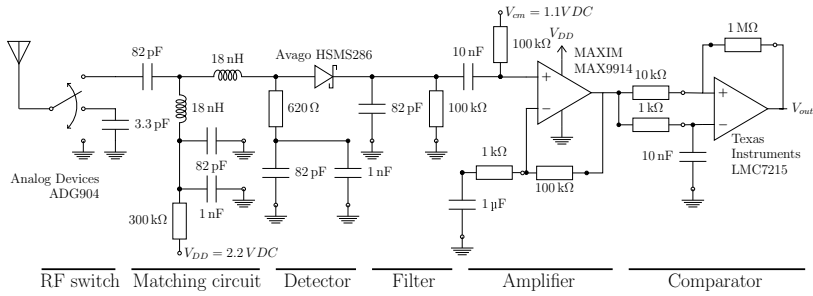 V_cm = 1.1V DC
82 pF
18 nH
Avago HSMS286
10 nF
100 kΩ
V_DD
MAXIM
MAX9914
1 MΩ
18 nH
620 Ω
82 pF
100 kΩ
10 kΩ
1 kΩ
+
−
+
−
V_out
3.3 pF
82 pF
1 nF
82 pF
1 nF
1 kΩ
100 kΩ
10 nF
Texas
Instruments
LMC7215
Analog Devices
ADG904
300 kΩ
1 µF
V_DD = 2.2 V DC
RF switch
Matching circuit
Detector
Filter
Amplifier
Comparator